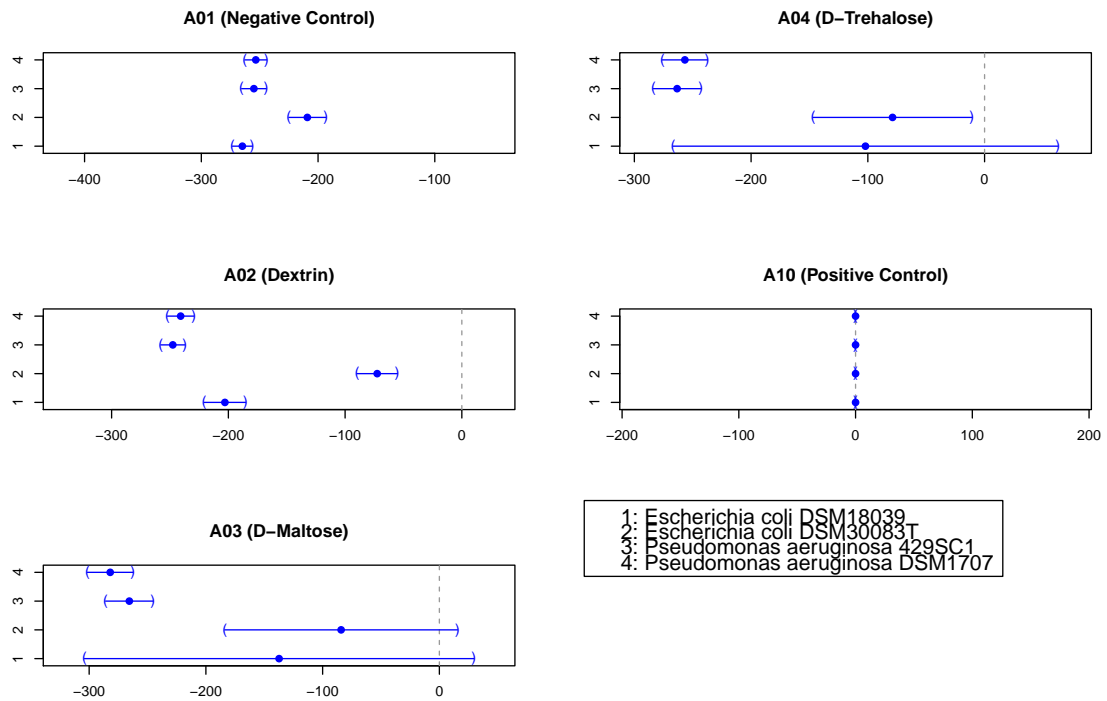 A01 (Negative Control)
4
3
2
1
−400 −300 −200 −100
A04 (D−Trehalose)
4
3
2
1
−300 −200 −100 0
A02 (Dextrin)
4
3
2
1
−300 −200 −100 0
A10 (Positive Control)
4
3
2
1
−200 −100 0 100 200
A03 (D−Maltose)
4
3
2
1
−300 −200 −100 0
1: Escherichia coli DSM18039
2: Escherichia coli DSM30083T
3: Pseudomonas aeruginosa 429SC1
4: Pseudomonas aeruginosa DSM1707